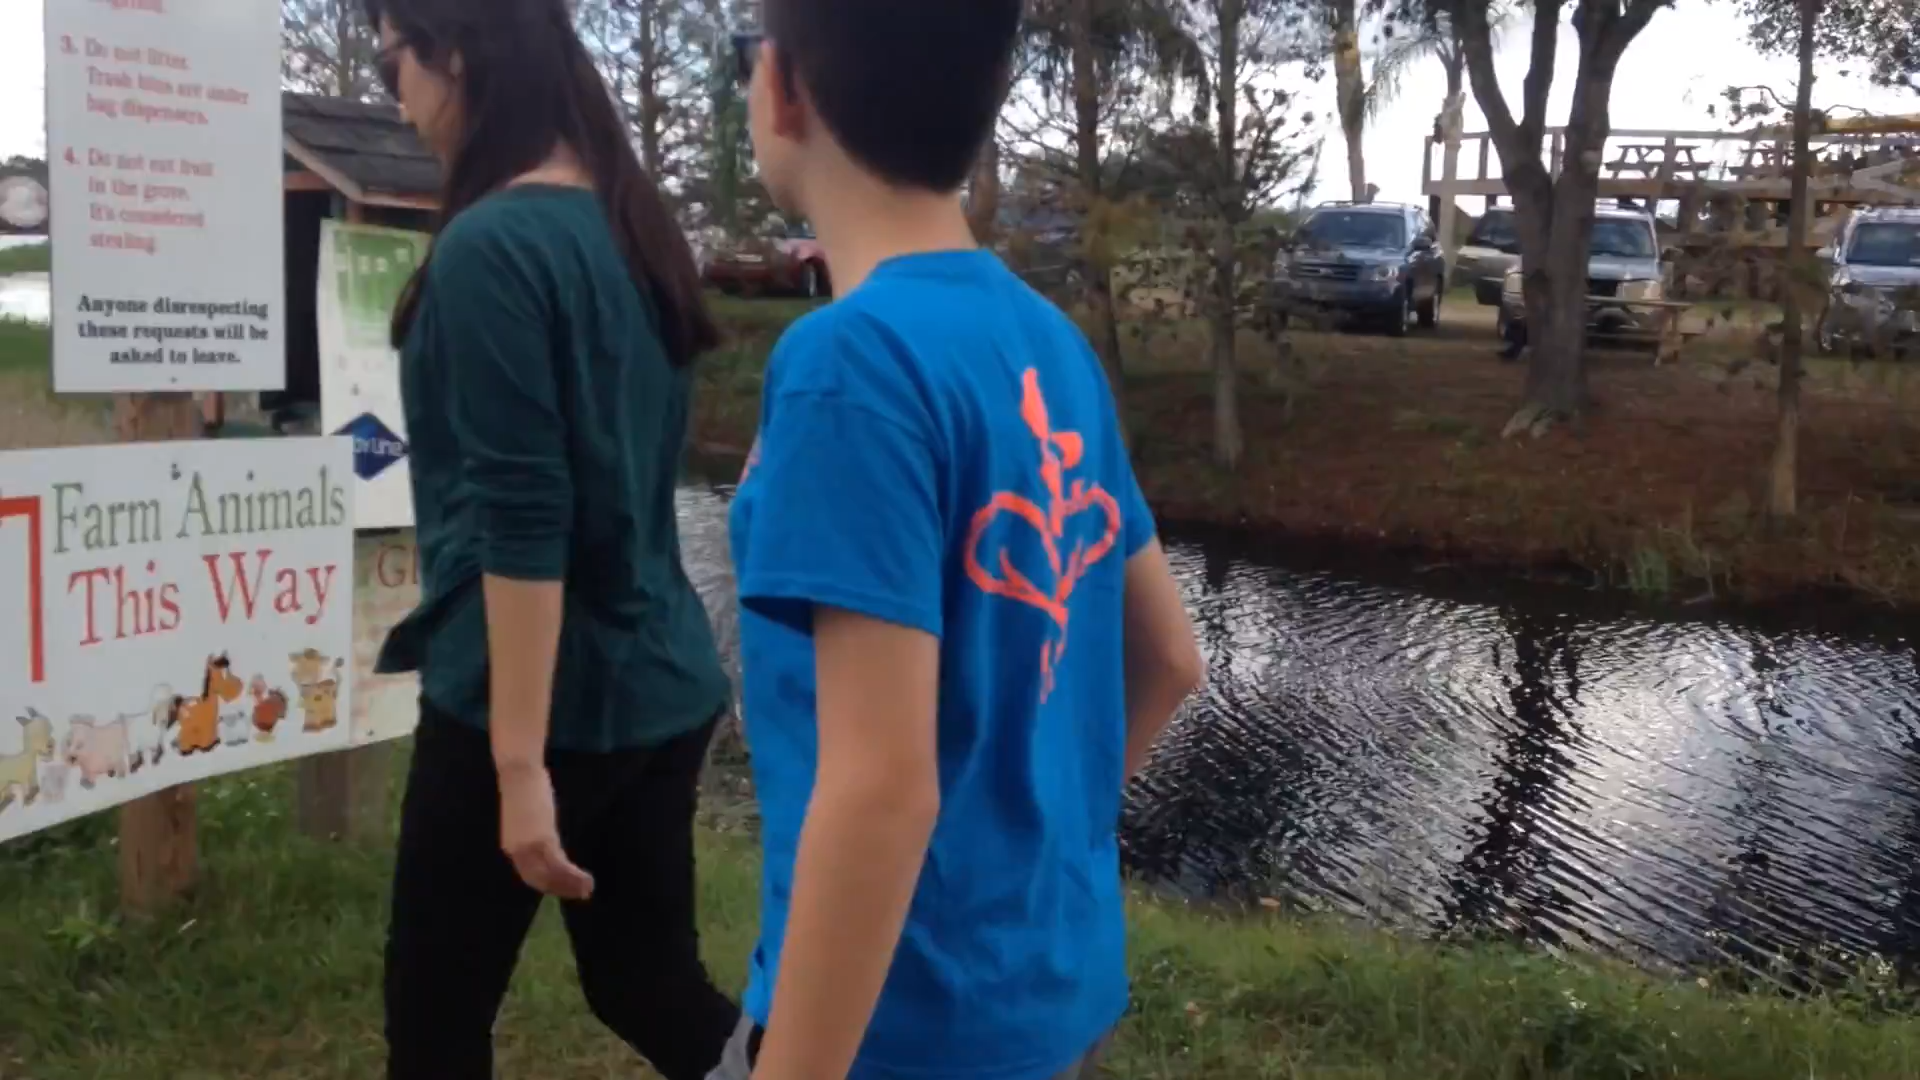 3. Do not litter.
Trash bins are under
bag dispensers.
4. Do not eat fruit
in the grove.
It's considered
stealing.
Anyone disrespecting
these requests will be
asked to leave.
Farm Animals
This Way